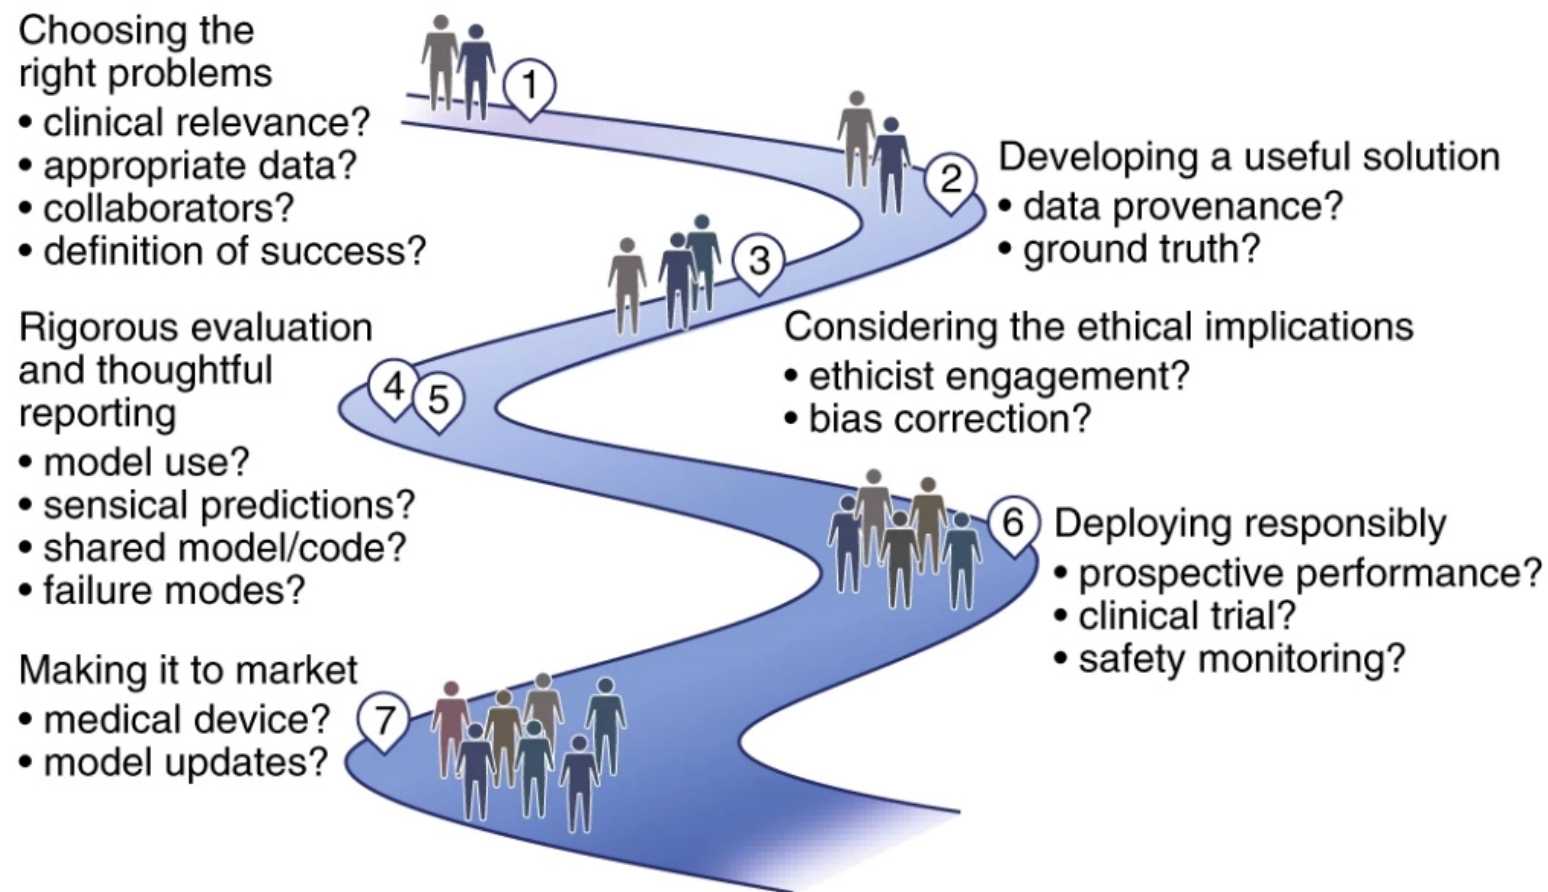 Choosing the
right problems
• clinical relevance?
• appropriate data?
• collaborators?
• definition of success?
1
2
Developing a useful solution
• data provenance?
• ground truth?
3
Considering the ethical implications
• ethicist engagement?
• bias correction?
Rigorous evaluation
and thoughtful
reporting
• model use?
• sensical predictions?
• shared model/code?
• failure modes?
4
5
6
Deploying responsibly
• prospective performance?
• clinical trial?
• safety monitoring?
Making it to market
• medical device?
• model updates?
7